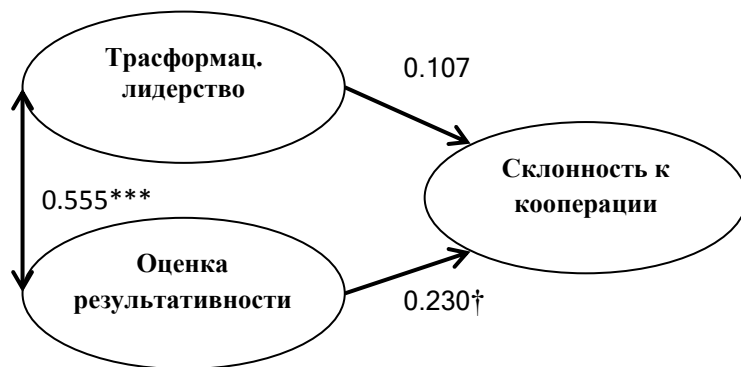 Трасформац.
лидерство
0.107
Склонность к
кооперации
0.555***
Оценка
результативности
0.230†